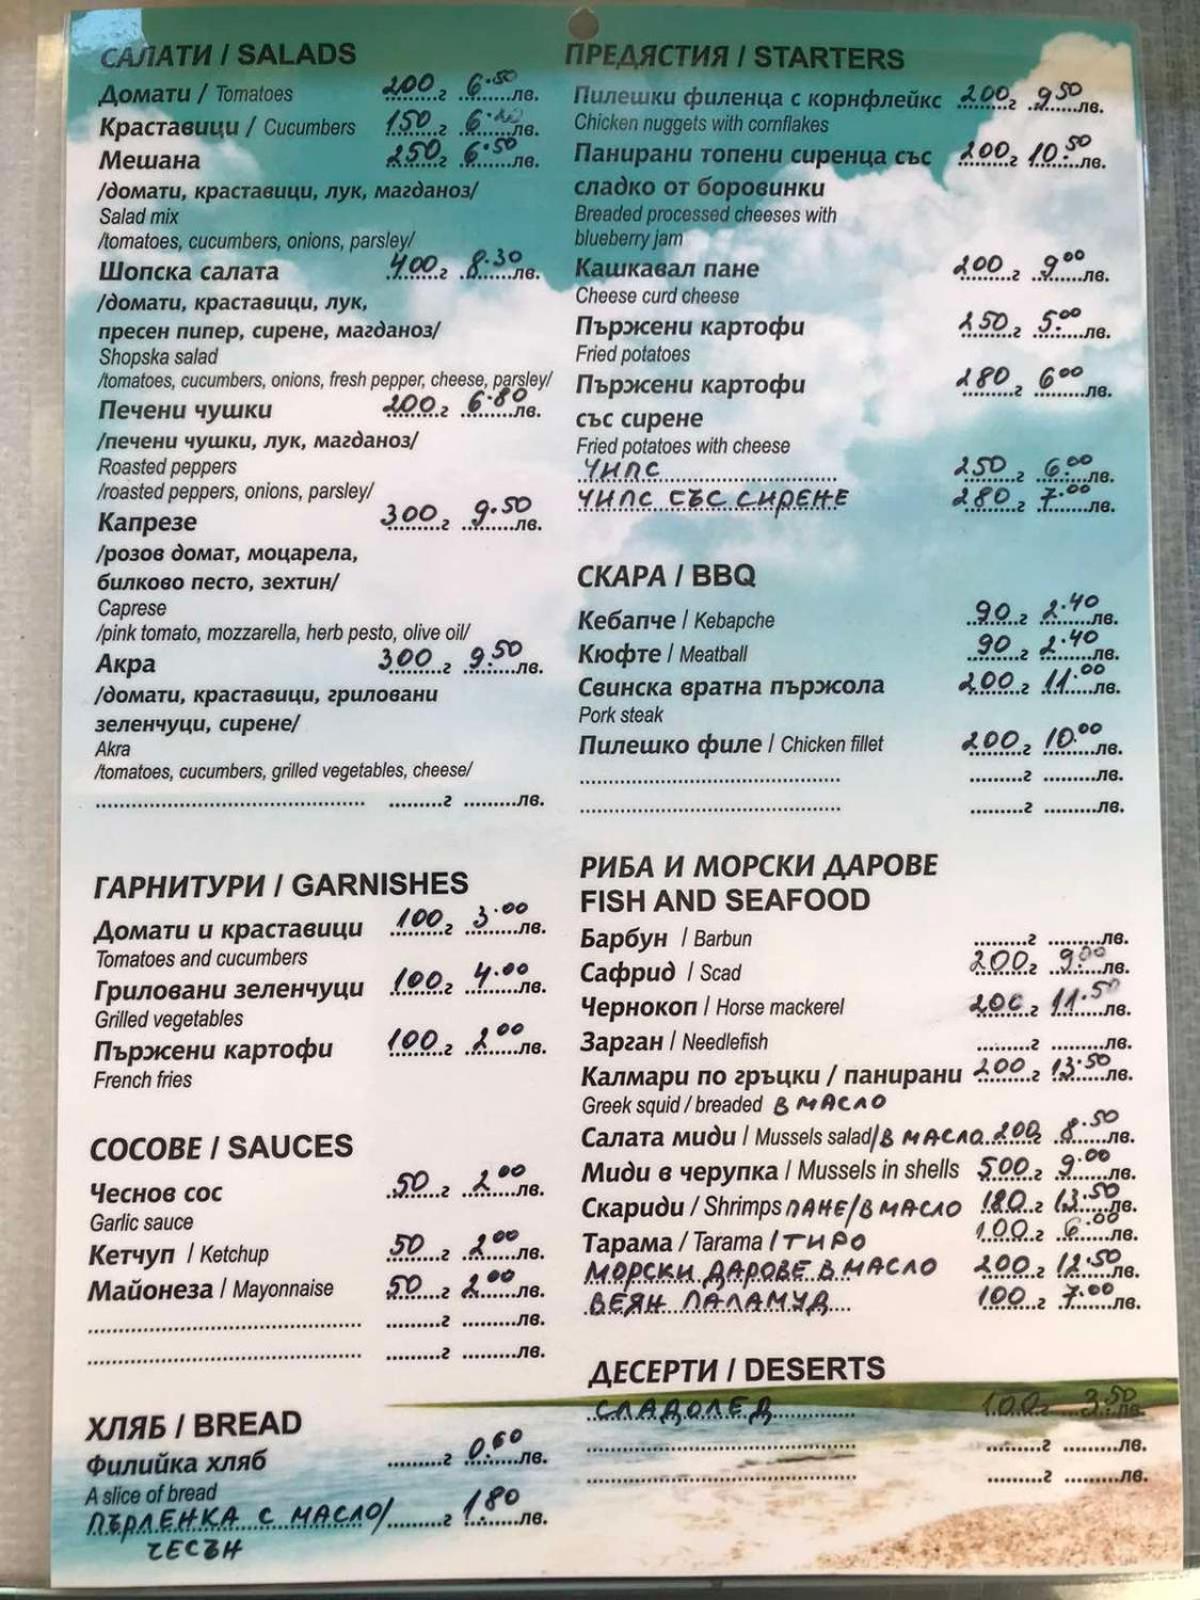 САЛАТИ / SALADS
Домати / Tomatoes 200 г 6.50 лв.
Краставици / Cucumbers 150 г лв.
Мешана 250 г 6.50 лв.
/домати, краставици, лук, магданоз/
Salad mix
/tomatoes, cucumbers, onions, parsley/
Шопска салата 400 г 8.30 лв.
/домати, краставици, лук,
пресен пипер, сирене, магданоз/
Shopska salad
/tomatoes, cucumbers, onions, fresh pepper, cheese, parsley/
Печени чушки 200 г 6.80 лв.
/печени чушки, лук, магданоз/
Roasted peppers
/roasted peppers, onions, parsley/
Капрезе 300 г 9.50 лв.
/розов домат, моцарела,
билково песто, зехтин/
Caprese
/pink tomato, mozzarella, herb pesto, olive oil/
Акра 300 г 9.50 лв.
/домати, краставици, гриловани
зеленчуци, сирене/
Akra
/tomatoes, cucumbers, grilled vegetables, cheese/
.......... г .......... лв.
ГАРНИТУРИ / GARNISHES
Домати и краставици 100 г 3.00 лв.
Tomatoes and cucumbers
Гриловани зеленчуци 100 г 4.00 лв.
Grilled vegetables
Пържени картофи 100 г 2.00 лв.
French fries
СОСОВЕ / SAUCES
Чеснов сос 50 г 2.00 лв.
Garlic sauce
Кетчуп / Ketchup 50 г 2.00 лв.
Майонеза / Mayonnaise 50 г 2.00 лв.
.......... г .......... лв.
.......... г .......... лв.
ХЛЯБ / BREAD
Филийка хляб ......... г 0.60 лв.
A slice of bread
ПЪРЛЕНКА С МАСЛО/ ......... г 1.80 лв.
ЧЕСЪН
ПРЕДЯСТИЯ / STARTERS
Пилешки филенца с корнфлейкс 200 г 9.50 лв.
Chicken nuggets with cornflakes
Панирани топени сиренца със 200 г 10.50 лв.
сладко от боровинки
Breaded processed cheeses with
blueberry jam
Кашкавал пане 200 г 9.00 лв.
Cheese curd cheese
Пържени картофи 250 г 5.00 лв.
Fried potatoes
Пържени картофи 280 г 6.00 лв.
със сирене
Fried potatoes with cheese
ЧИПС 250 г 6.00 лв.
ЧИПС СЪС СИРЕНЕ 280 г 7.00 лв.
СКАРА / BBQ
Кебапче / Kebapche 90 г 2.40 лв.
Кюфте / Meatball 90 г 2.40 лв.
Свинска вратна пържола 200 г 11.00 лв.
Pork steak
Пилешко филе / Chicken fillet 200 г 10.00 лв.
.......... г .......... лв.
.......... г .......... лв.
РИБА И МОРСКИ ДАРОВЕ
FISH AND SEAFOOD
Барбун / Barbun ......... г ......... лв.
Сафрид / Scad 200 г 9.00 лв.
Чернокоп / Horse mackerel 200 г 11.50 лв.
Зарган / Needlefish ......... г ......... лв.
Калмари по гръцки / панирани 200 г 13.50 лв.
Greek squid / breaded В МАСЛО
Салата миди / Mussels salad/В МАСЛО 200 г 8.50 лв.
Миди в черупка / Mussels in shells 500 г 9.00 лв.
Скариди / Shrimps ПАНЕ/В МАСЛО 180 г 13.50 лв.
Тарама / Tarama / ТИРО 100 г 6.00 лв.
МОРСКИ ДАРОВЕ В МАСЛО 200 г 12.50 лв.
ВЕЯН ПАЛАМУД 100 г 7.00 лв.
ДЕСЕРТИ / DESERTS
СЛАДОЛЕД 100 г 3.50 лв.
.......... г .......... лв.
.......... г .......... лв.